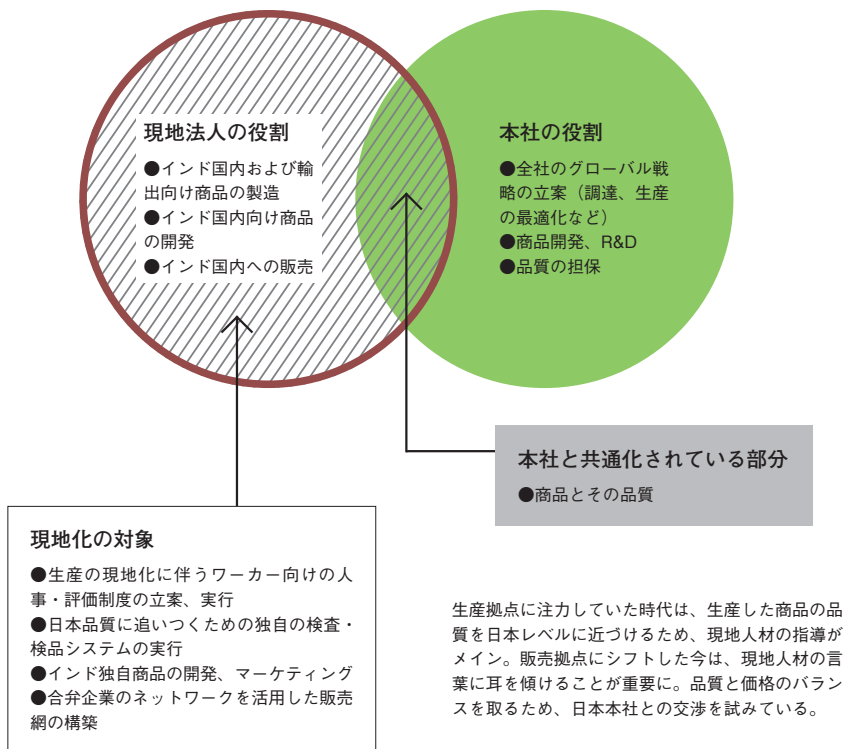 現地法人の役割
●インド国内および輸
出向け商品の製造
●インド国内向け商品
の開発
●インド国内への販売
本社の役割
●全社のグローバル戦
略の立案（調達、生産
の最適化など）
●商品開発、R&D
●品質の担保
本社と共通化されている部分
●商品とその品質
現地化の対象
●生産の現地化に伴うワーカー向けの人
事・評価制度の立案、実行
●日本品質に追いつくための独自の検査・
検品システムの実行
●インド独自商品の開発、マーケティング
●合弁企業のネットワークを活用した販売
網の構築
生産拠点に注力していた時代は、生産した商品の品
質を日本レベルに近づけるため、現地人材の指導が
メイン。販売拠点にシフトした今は、現地人材の言
葉に耳を傾けることが重要に。品質と価格のバラン
スを取るため、日本本社との交渉を試みている。